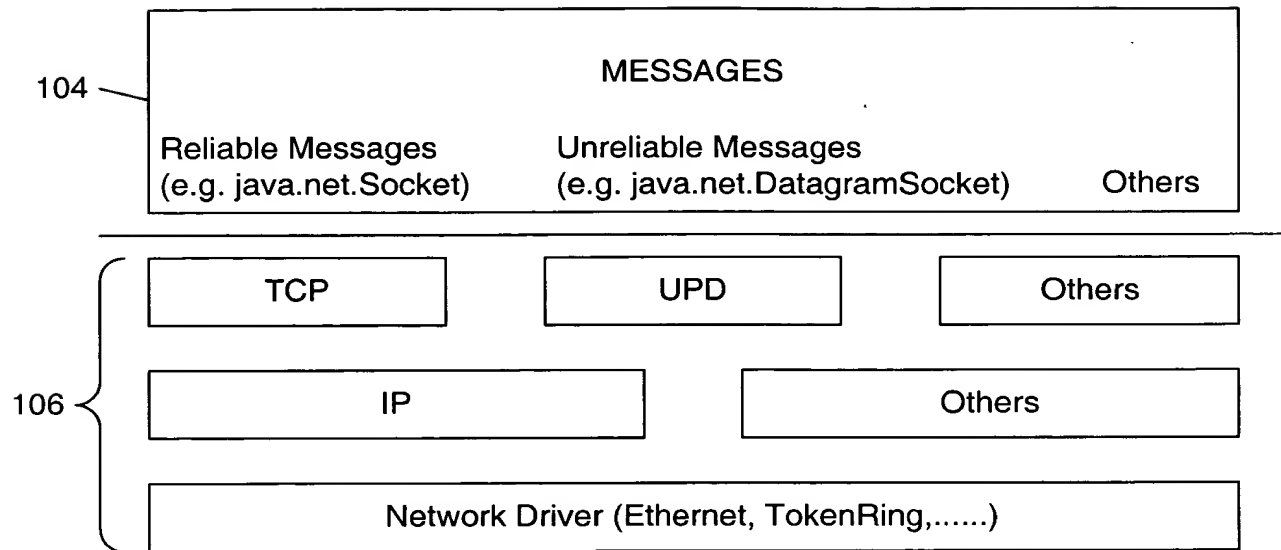 MESSAGES
104
Reliable Messages
(e.g. java.net.Socket)
Unreliable Messages
(e.g. java.net.DatagramSocket)
Others
TCP
UPD
Others
106
IP
Others
Network Driver (Ethernet, TokenRing,......)